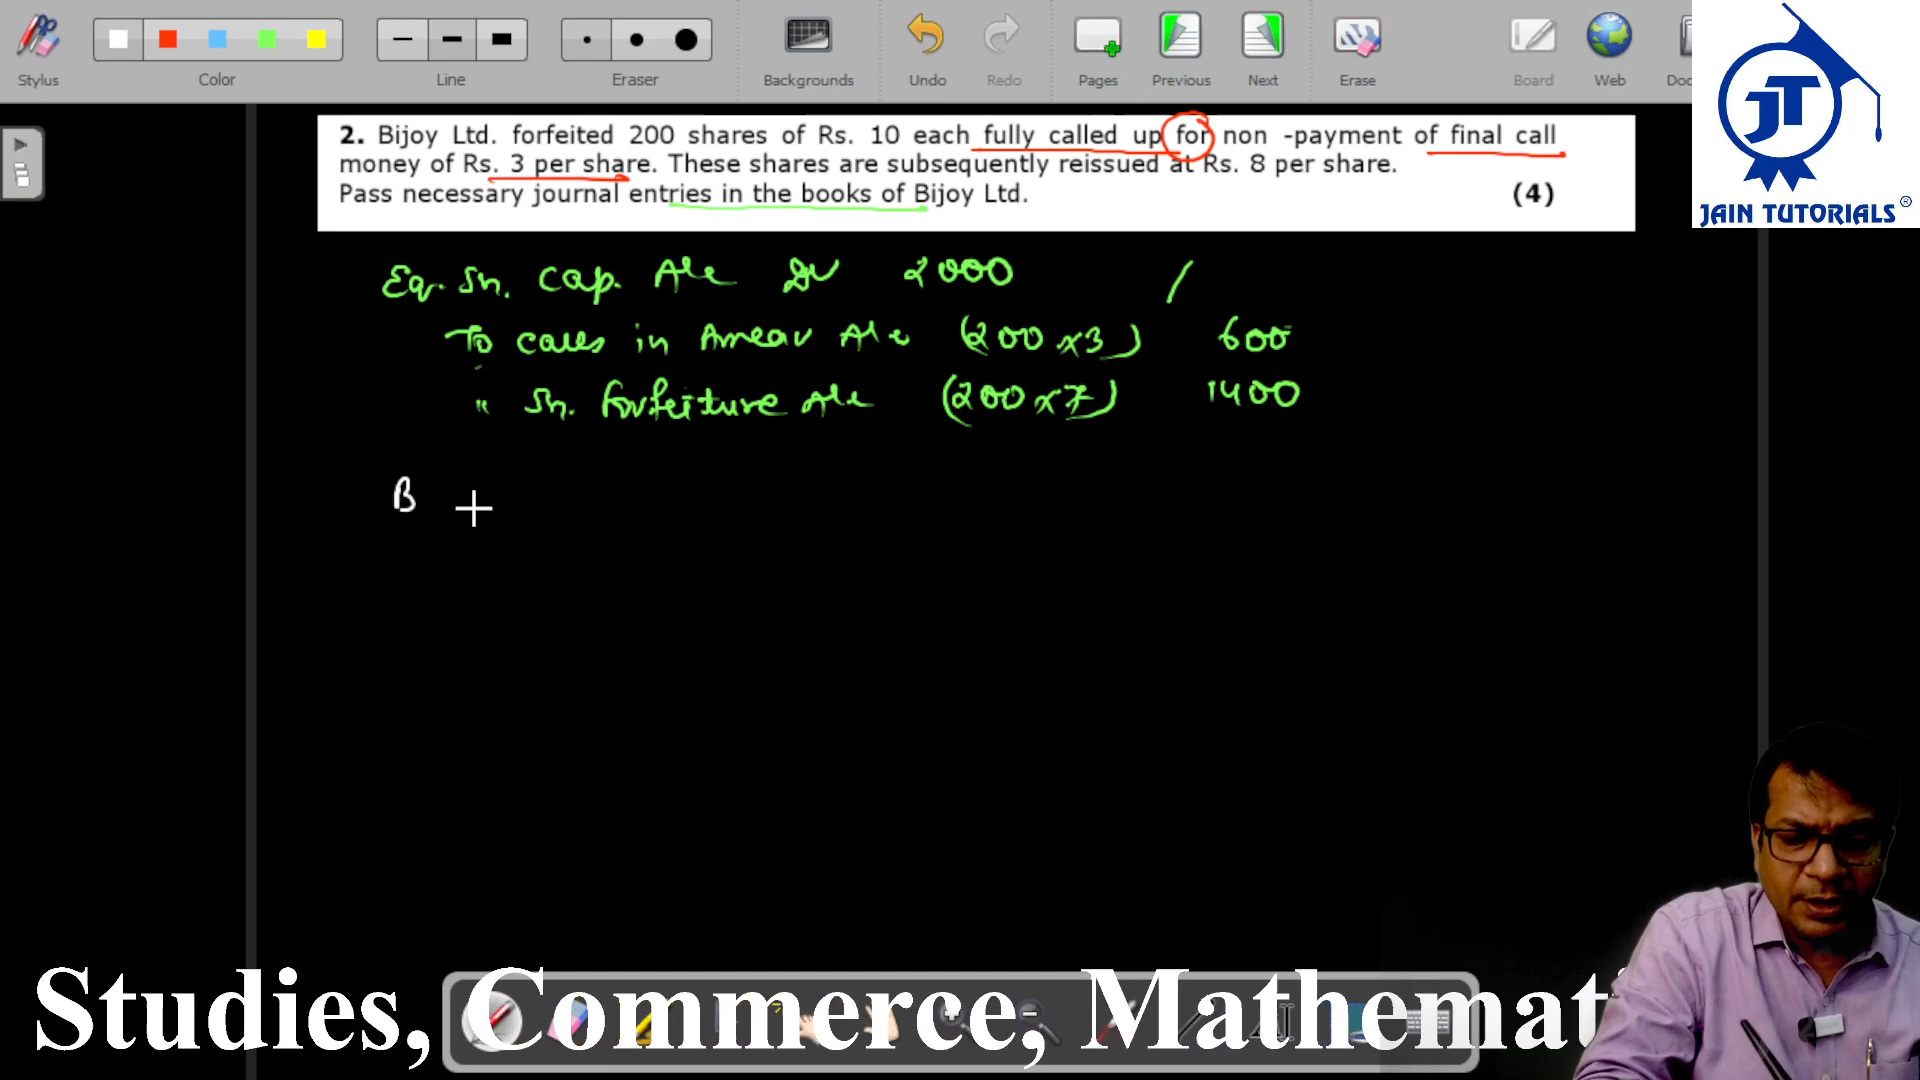 Stylus
Color
Line
Eraser
Backgrounds
Undo
Redo
Pages
Previous
Next
Erase
Board
Web
JT
JAIN TUTORIALS®
2. Bijoy Ltd. forfeited 200 shares of Rs. 10 each fully called up for non -payment of final call
money of Rs. 3 per share. These shares are subsequently reissued at Rs. 8 per share.
Pass necessary journal entries in the books of Bijoy Ltd. (4)
Eq. Sh. Cap. A/c Dr 2000 /
To Calls in Arrear A/c (200 x 3) 600
" Sh. Forfeiture A/c (200 x 7) 1400
B
Studies, Commerce, Mathemat